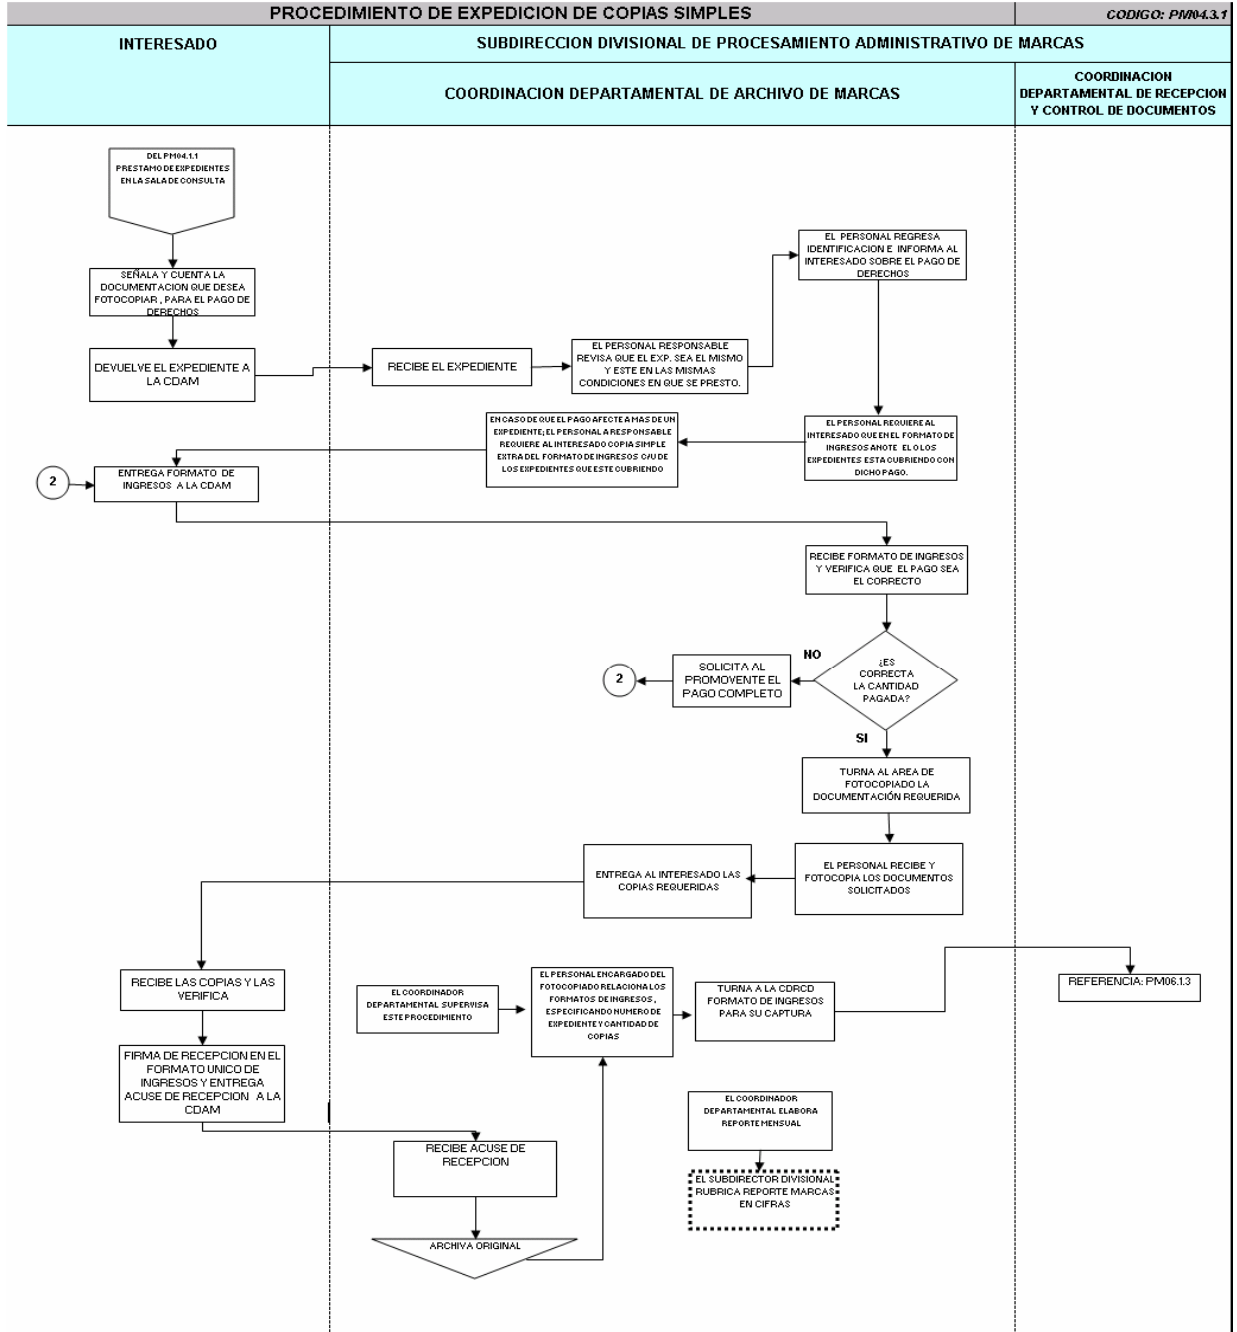 PROCEDIMIENTO DE EXPEDICION DE COPIAS SIMPLES
CODIGO: PM04.3.1
INTERESADO
SUBDIRECCION DIVISIONAL DE PROCESAMIENTO ADMINISTRATIVO DE MARCAS
COORDINACION DEPARTAMENTAL DE ARCHIVO DE MARCAS
COORDINACION
DEPARTAMENTAL DE RECEPCION
Y CONTROL DE DOCUMENTOS
DEL PM04.1.1
PRESTAMO DE EXPEDIENTES
EN LA SALA DE CONSULTA
SEÑALA Y CUENTA LA
DOCUMENTACION QUE DESEA
FOTOCOPIAR , PARA EL PAGO DE
DERECHOS
DEVUELVE EL EXPEDIENTE A
LA CDAM
RECIBE EL EXPEDIENTE
EL PERSONAL RESPONSABLE
REVISA QUE EL EXP. SEA EL MISMO
Y ESTE EN LAS MISMAS
CONDICIONES EN QUE SE PRESTO.
EL PERSONAL REGRESA
IDENTIFICACION E INFORMA AL
INTERESADO SOBRE EL PAGO DE
DERECHOS
EL PERSONAL REQUIERE AL
INTERESADO QUE EN EL FORMATO DE
INGRESOS ANOTE EL O LOS
EXPEDIENTES ESTA CUBRIENDO CON
DICHO PAGO.
EN CASO DE QUE EL PAGO AFECTE A MAS DE UN
EXPEDIENTE; EL PERSONAL A RESPONSABLE
REQUIERE AL INTERESADO COPIA SIMPLE
EXTRA DEL FORMATO DE INGRESOS C/U DE
LOS EXPEDIENTES QUE ESTE CUBRIENDO
2
ENTREGA FORMATO DE
INGRESOS A LA CDAM
RECIBE FORMATO DE INGRESOS
Y VERIFICA QUE EL PAGO SEA
EL CORRECTO
¿ES
CORRECTA
LA CANTIDAD
PAGADA?
NO
SOLICITA AL
PROMOVENTE EL
PAGO COMPLETO
2
SI
TURNA AL AREA DE
FOTOCOPIADO LA
DOCUMENTACIÓN REQUERIDA
EL PERSONAL RECIBE Y
FOTOCOPIA LOS DOCUMENTOS
SOLICITADOS
ENTREGA AL INTERESADO LAS
COPIAS REQUERIDAS
RECIBE LAS COPIAS Y LAS
VERIFICA
FIRMA DE RECEPCION EN EL
FORMATO UNICO DE
INGRESOS Y ENTREGA
ACUSE DE RECEPCION A LA
CDAM
RECIBE ACUSE DE
RECEPCION
ARCHIVA ORIGINAL
EL COORDINADOR
DEPARTAMENTAL SUPERVISA
ESTE PROCEDIMIENTO
EL PERSONAL ENCARGADO DEL
FOTOCOPIADO RELACIONA LOS
FORMATOS DE INGRESOS ,
ESPECIFICANDO NUMERO DE
EXPEDIENTE Y CANTIDAD DE
COPIAS
TURNA A LA CDRCD
FORMATO DE INGRESOS
PARA SU CAPTURA
REFERENCIA: PM06.1.3
EL COORDINADOR
DEPARTAMENTAL ELABORA
REPORTE MENSUAL
EL SUBDIRECTOR DIVISIONAL
RUBRICA REPORTE MARCAS
EN CIFRAS